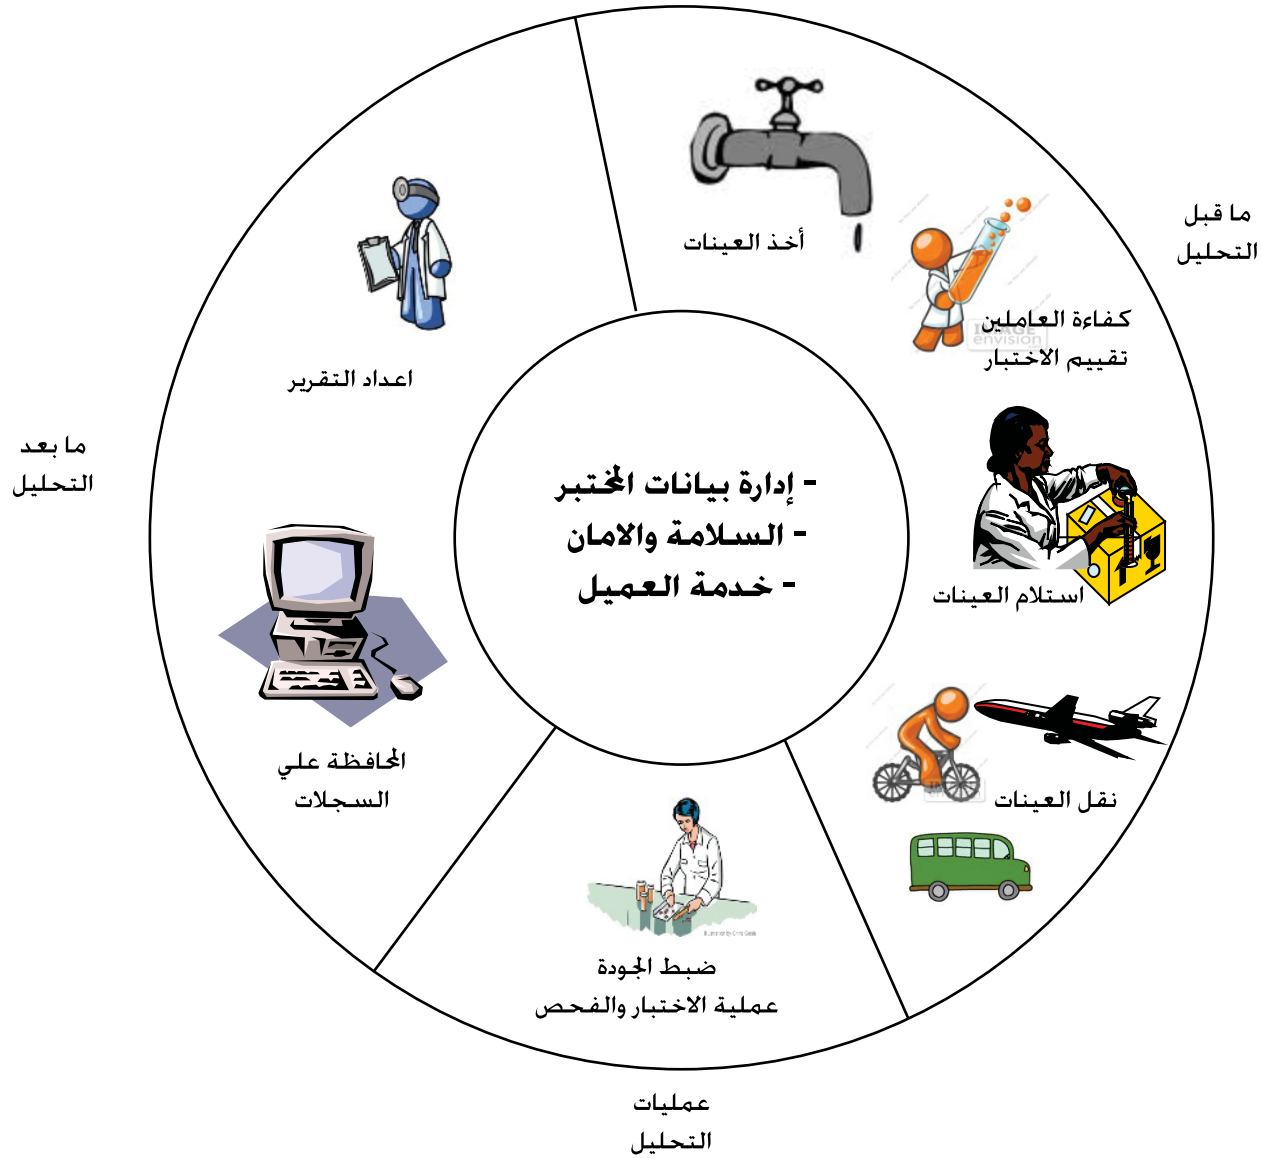 أخذ العينات
ما قبل
التحليل
كفاءة العاملين
تقييم الاختبار
استلام العينات
نقل العينات
ضبط الجودة
عملية الاختبار والفحص
عمليات
التحليل
المحافظة علي
السجلات
اعداد التقرير
ما بعد
التحليل
- إدارة بيانات المختبر
- السلامة والامان
- خدمة العميل